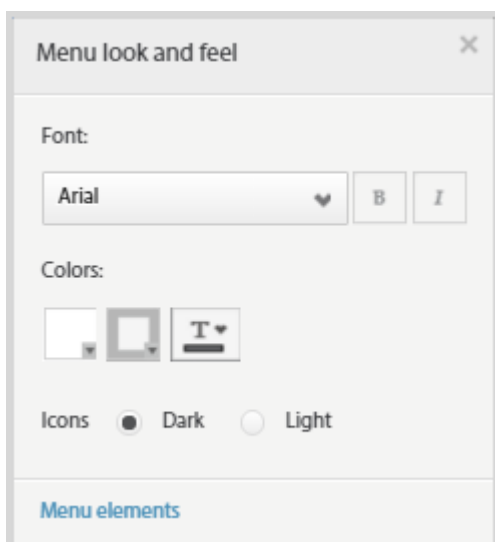 Menu look and feel
Font:
Arial B I
Colors:
T
Icons Dark Light
Menu elements